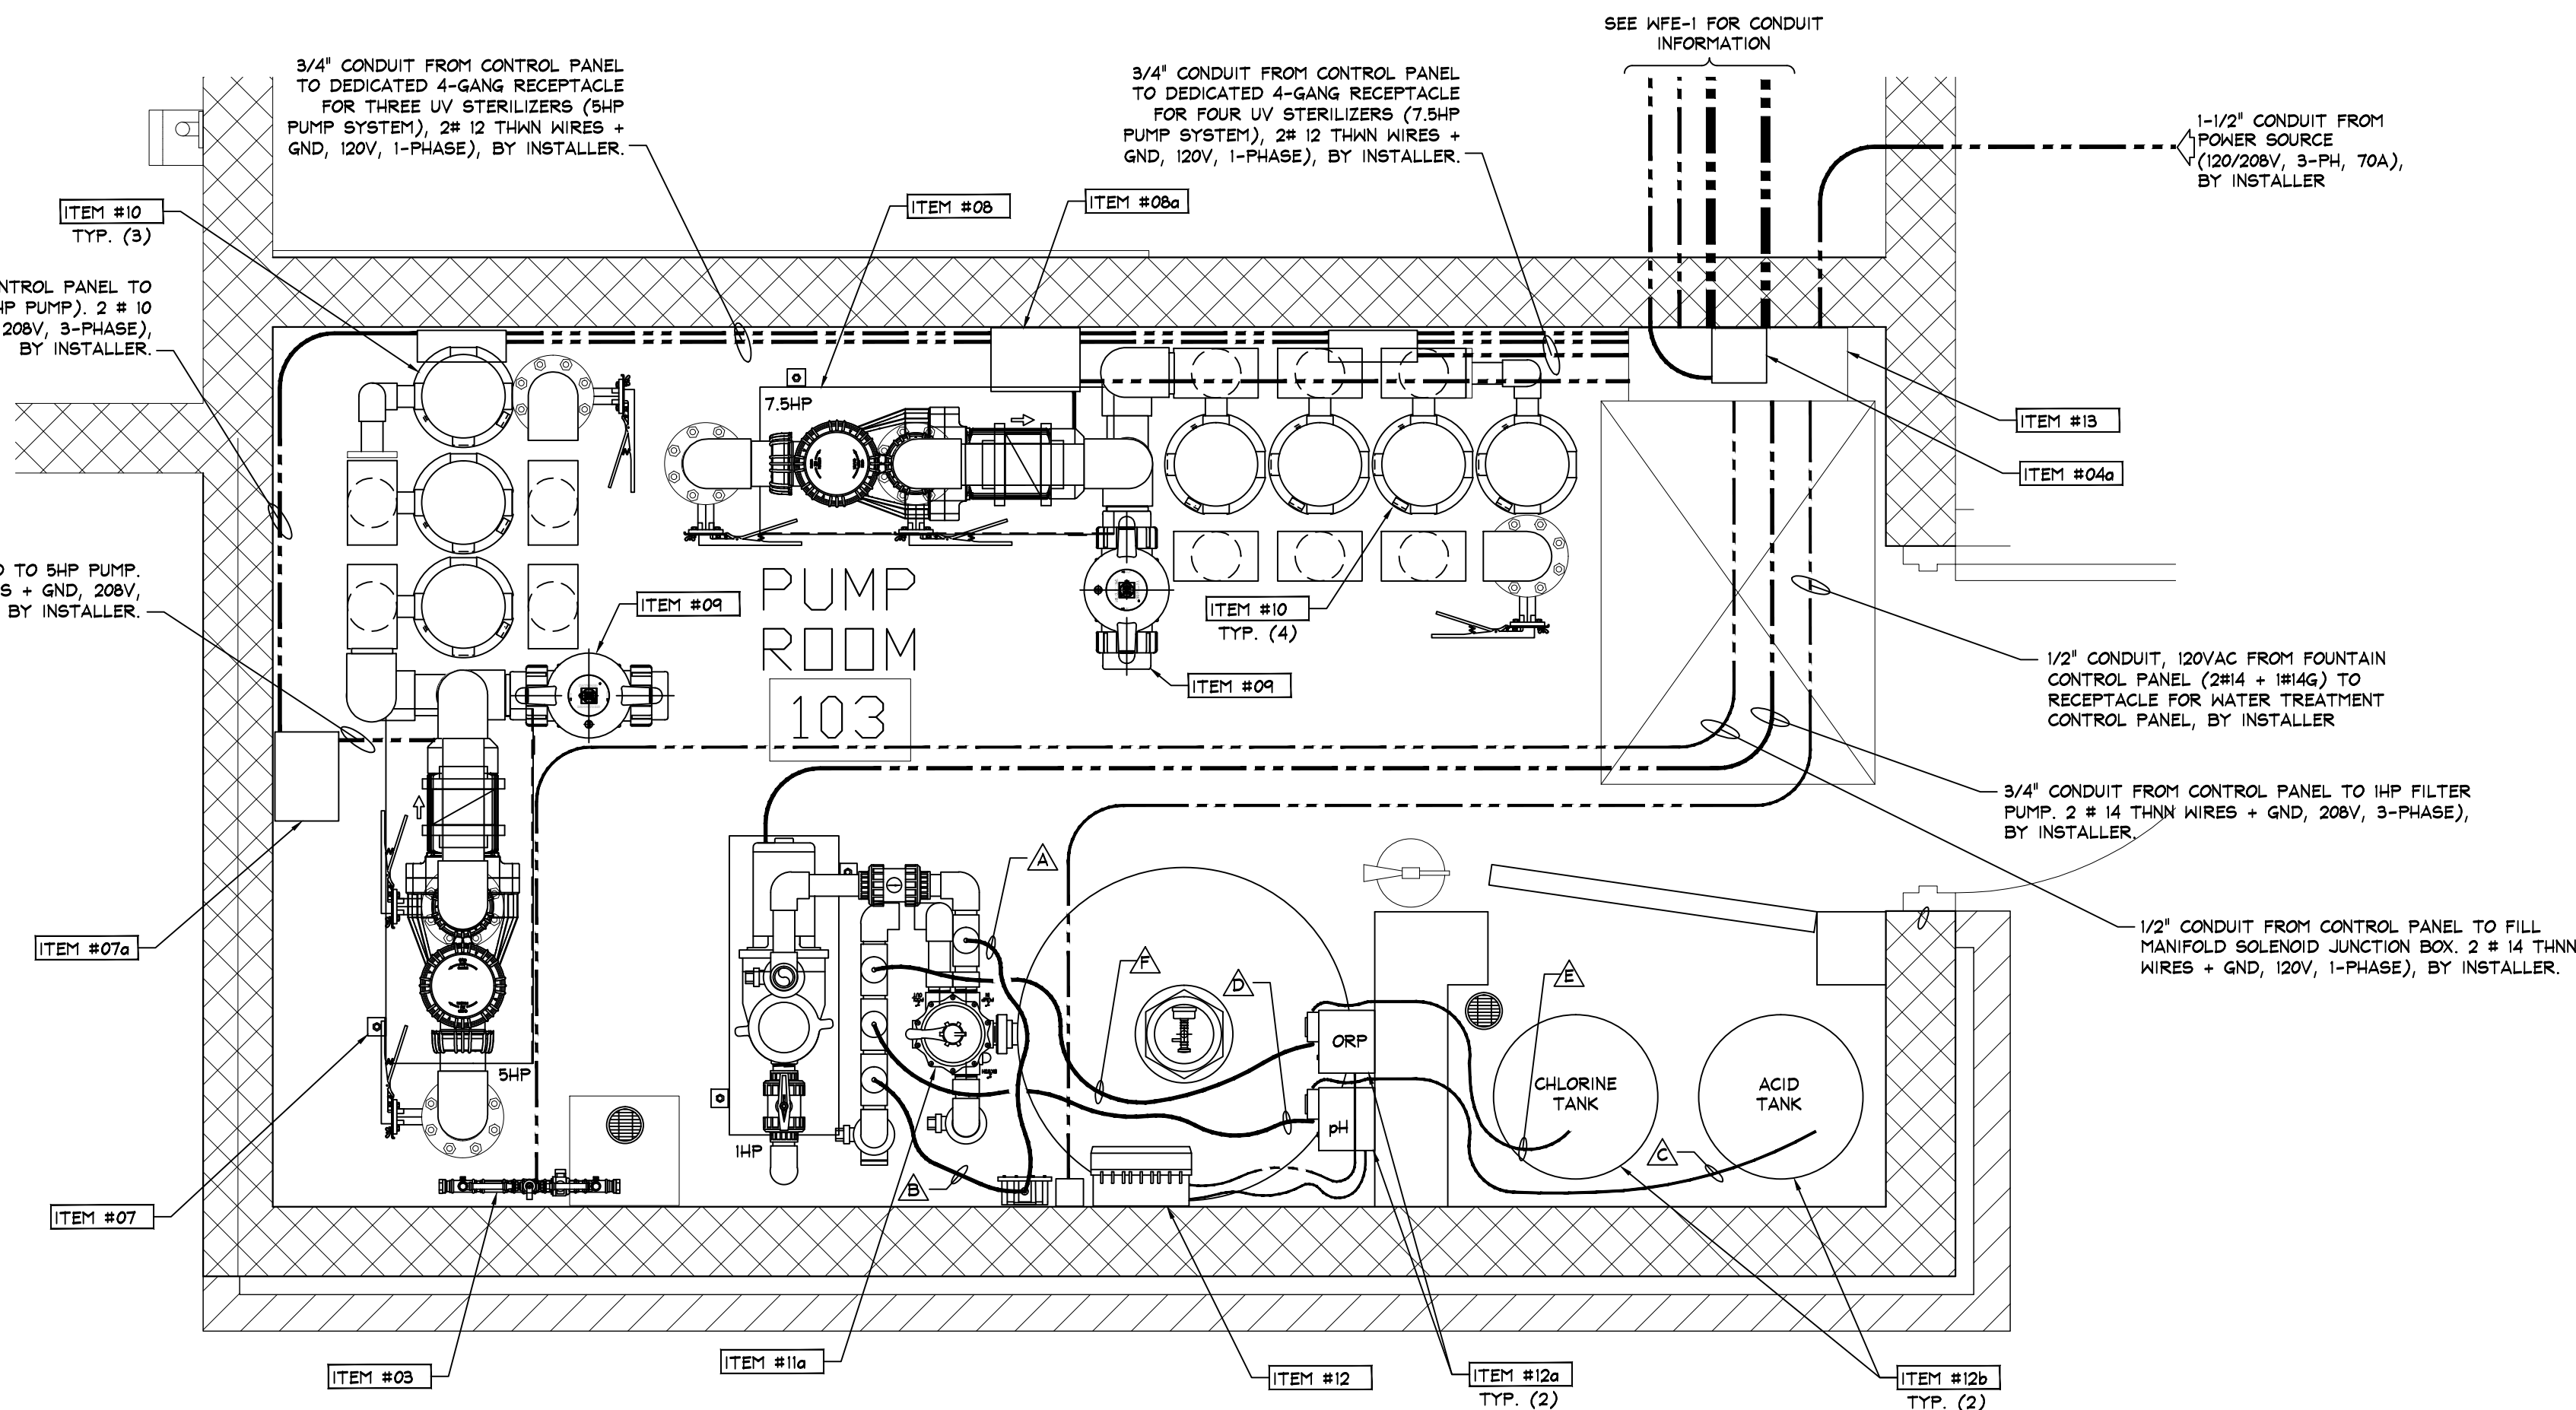 SEE WFE-1 FOR CONDUIT
INFORMATION
3/4" CONDUIT FROM CONTROL PANEL
TO DEDICATED 4-GANG RECEPTACLE
FOR THREE UV STERILIZERS (5HP
PUMP SYSTEM), 2# 12 THWN WIRES +
GND, 120V, 1-PHASE), BY INSTALLER.
3/4" CONDUIT FROM CONTROL PANEL
TO DEDICATED 4-GANG RECEPTACLE
FOR FOUR UV STERILIZERS (7.5HP
PUMP SYSTEM), 2# 12 THWN WIRES +
GND, 120V, 1-PHASE), BY INSTALLER.
1-1/2" CONDUIT FROM
POWER SOURCE
(120/208V, 3-PH, 70A),
BY INSTALLER
ITEM #10
TYP. (3)
ITEM #08
ITEM #08a
NTROL PANEL TO
HP PUMP). 2 # 10
208V, 3-PHASE),
BY INSTALLER.
7.5HP
ITEM #13
ITEM #04a
D TO 5HP PUMP.
S + GND, 208V,
BY INSTALLER.
ITEM #09
PUMP
ROOM
103
ITEM #10
TYP. (4)
ITEM #09
1/2" CONDUIT, 120VAC FROM FOUNTAIN
CONTROL PANEL (2#14 + 1#14G) TO
RECEPTACLE FOR WATER TREATMENT
CONTROL PANEL, BY INSTALLER
3/4" CONDUIT FROM CONTROL PANEL TO 1HP FILTER
PUMP. 2 # 14 THNN WIRES + GND, 208V, 3-PHASE),
BY INSTALLER.
1/2" CONDUIT FROM CONTROL PANEL TO FILL
MANIFOLD SOLENOID JUNCTION BOX. 2 # 14 THNN
WIRES + GND, 120V, 1-PHASE), BY INSTALLER.
ITEM #07a
A
F
D
E
ORP
pH
CHLORINE
TANK
ACID
TANK
5HP
1HP
B
C
ITEM #07
ITEM #03
ITEM #11a
ITEM #12
ITEM #12a
TYP. (2)
ITEM #12b
TYP. (2)